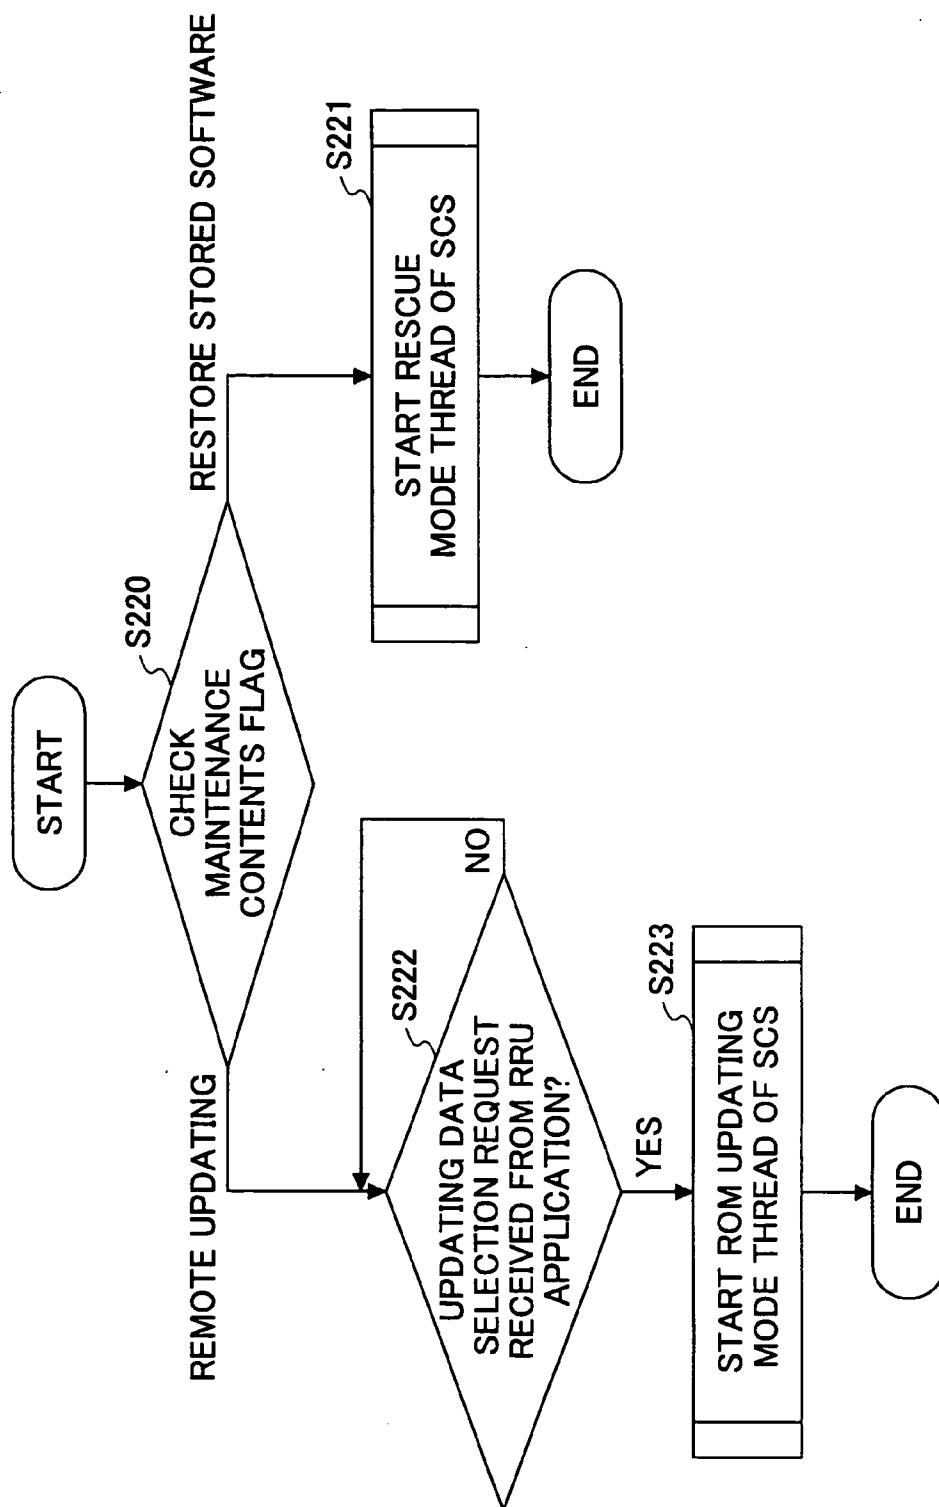 START
S220
CHECK
MAINTENANCE
CONTENTS FLAG
REMOTE UPDATING
RESTORE STORED SOFTWARE
S221
START RESCUE
MODE THREAD OF SCS
END
S222
UPDATING DATA
SELECTION REQUEST
RECEIVED FROM RRU
APPLICATION?
NO
YES
S223
START ROM UPDATING
MODE THREAD OF SCS
END